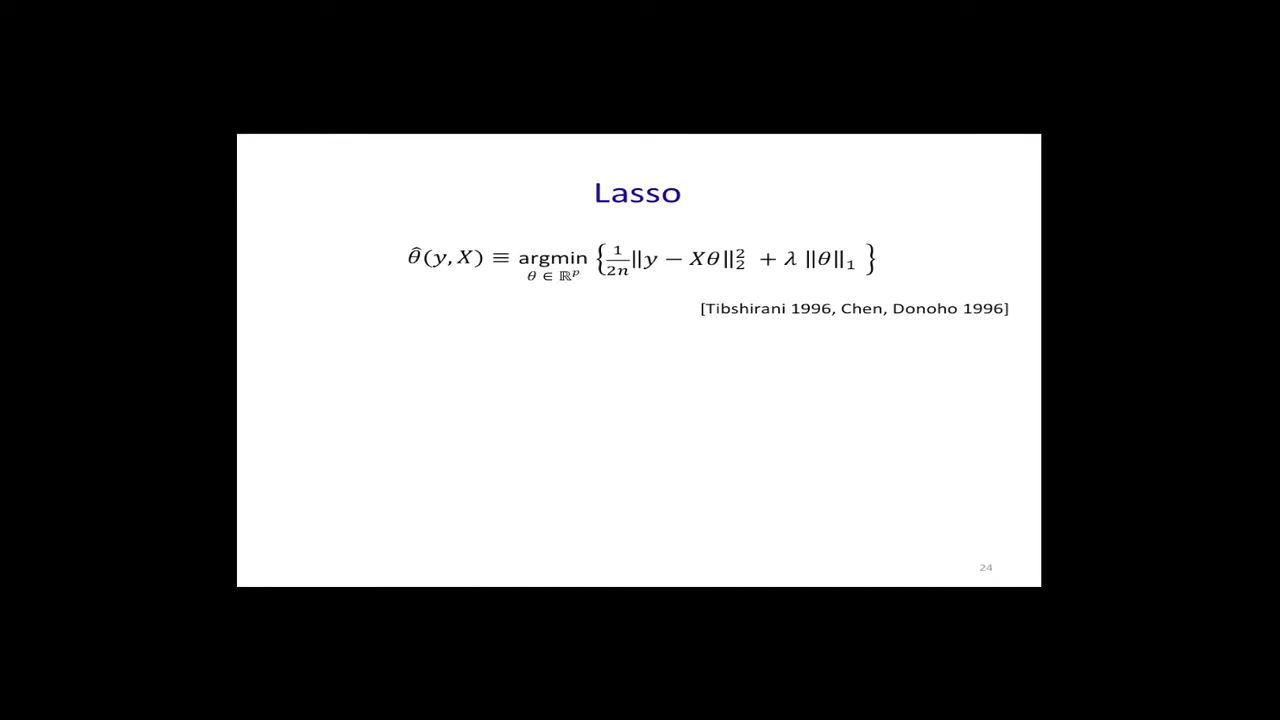 Lasso
θ̂(y, X) ≡ argmin {1/2n ‖y − Xθ‖₂² + λ ‖θ‖₁ }
θ ∈ ℝᵖ
[Tibshirani 1996, Chen, Donoho 1996]
24